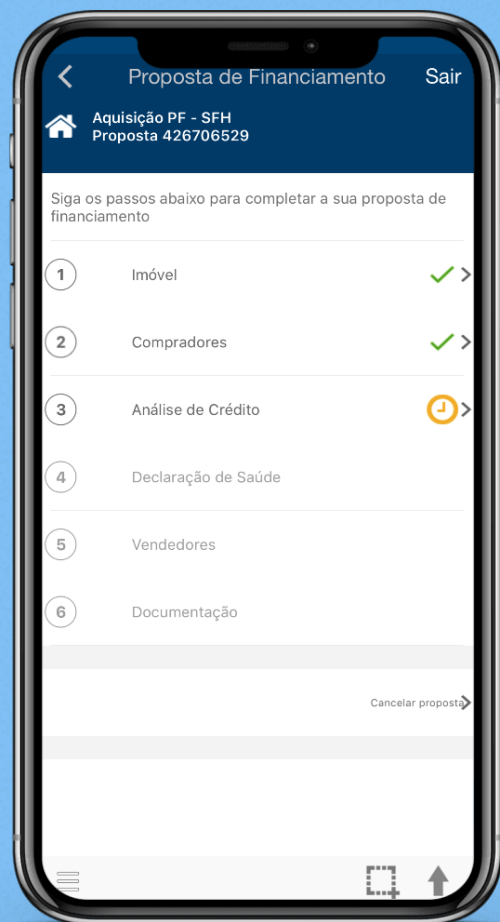 Proposta de Financiamento Sair
Aquisição PF - SFH
Proposta 426706529
Siga os passos abaixo para completar a sua proposta de
financiamento
1 Imóvel
2 Compradores
3 Análise de Crédito
4 Declaração de Saúde
5 Vendedores
6 Documentação
Cancelar proposta